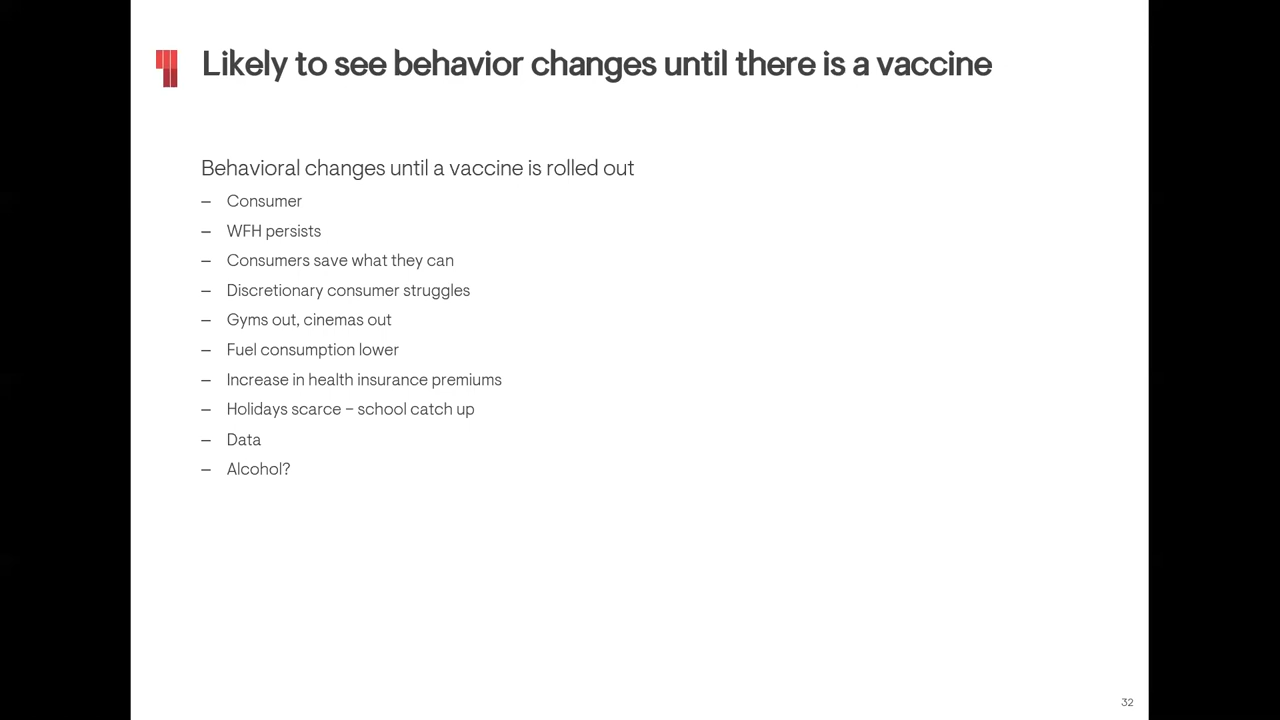 Likely to see behavior changes until there is a vaccine
Behavioral changes until a vaccine is rolled out
– Consumer
– WFH persists
– Consumers save what they can
– Discretionary consumer struggles
– Gyms out, cinemas out
– Fuel consumption lower
– Increase in health insurance premiums
– Holidays scarce – school catch up
– Data
– Alcohol?
32